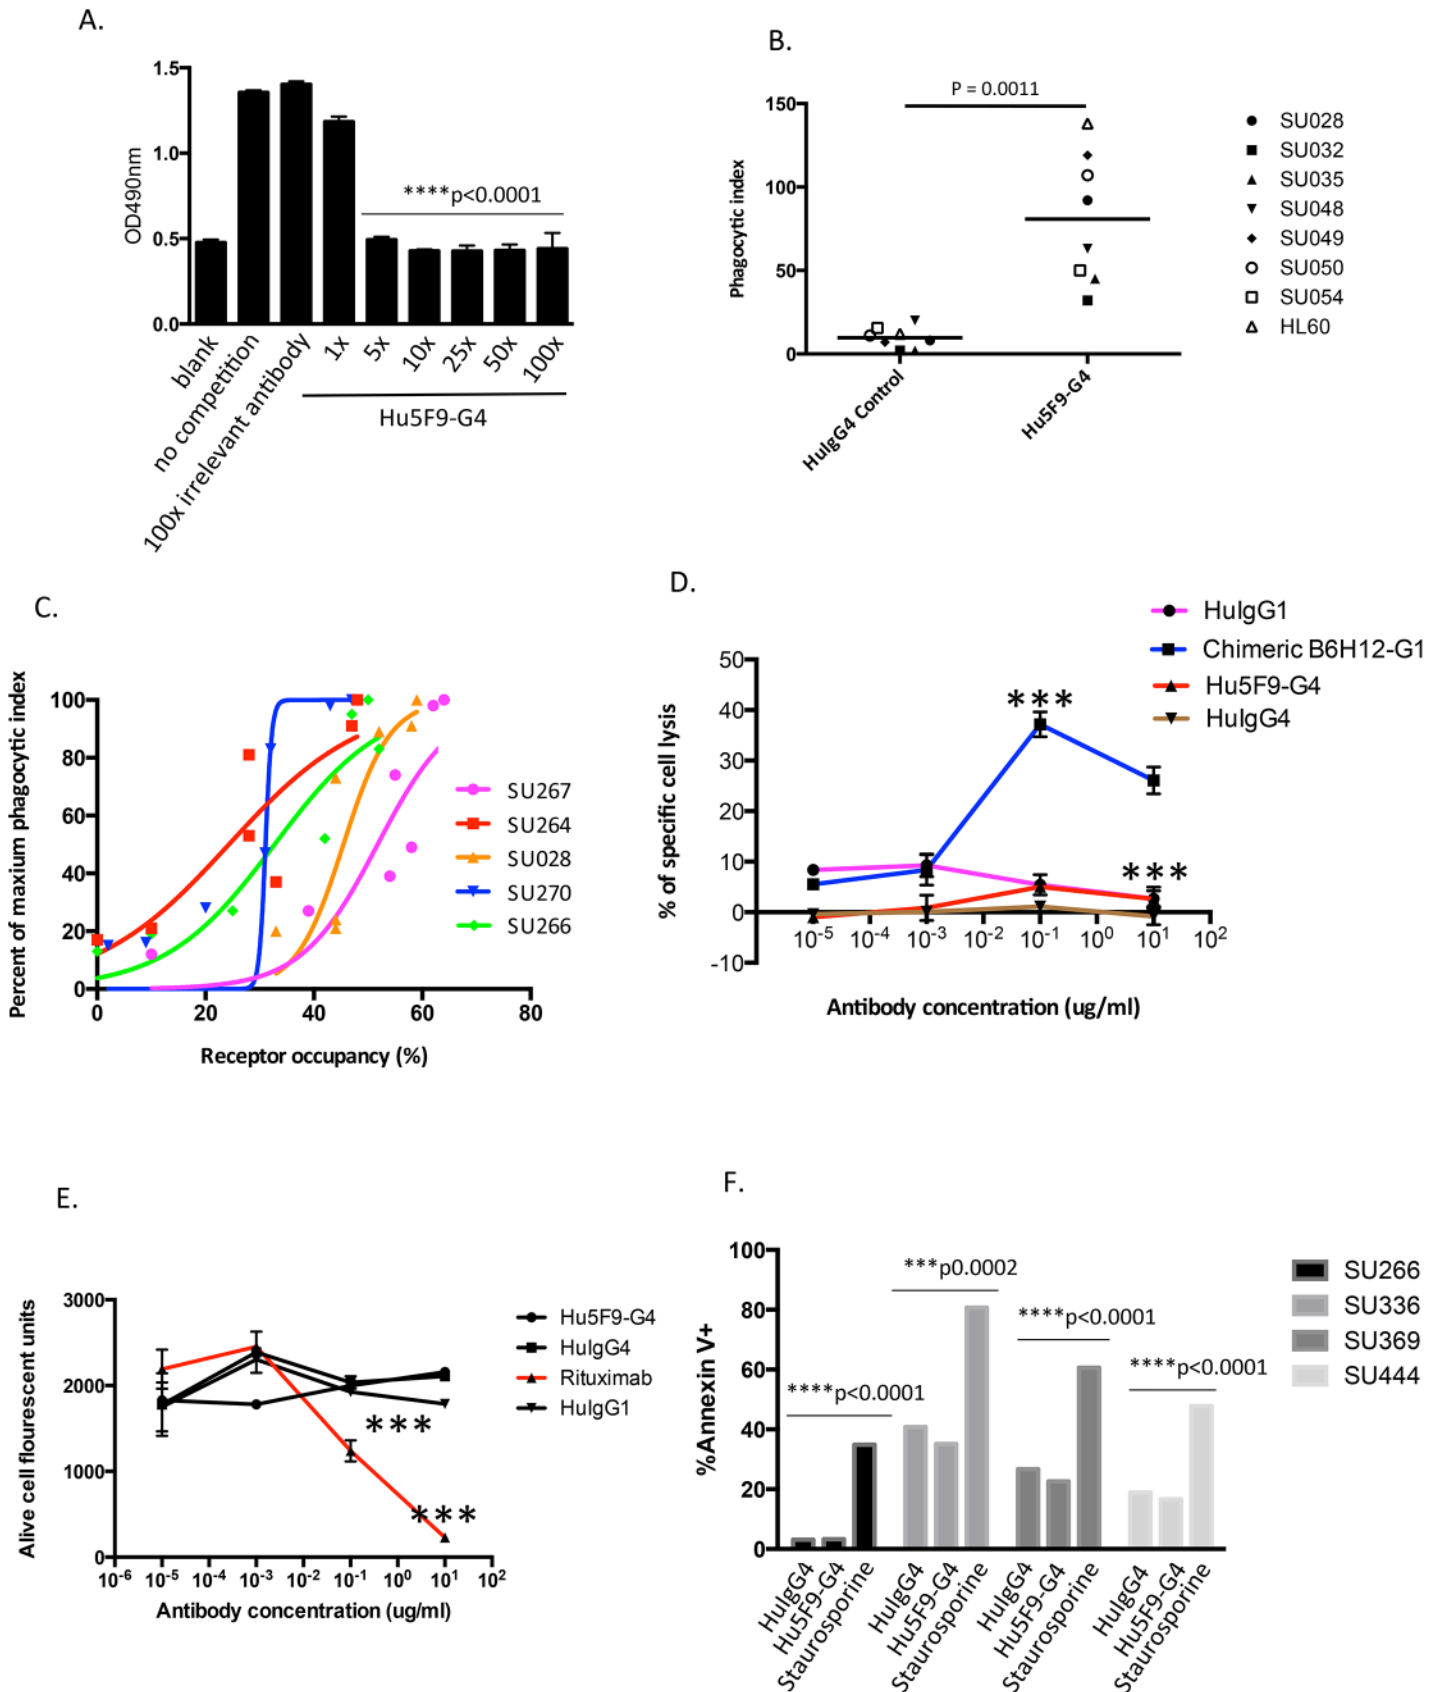 A.
1.5
1.0
0.5
0.0
OD490nm
****p<0.0001
blank
no competition
100x irrelevant antibody
1x
5x
10x
25x
50x
100x
Hu5F9-G4
B.
P = 0.0011
150
100
50
0
Phagocytic index
HuIgG4 Control
Hu5F9-G4
SU028
SU032
SU035
SU048
SU049
SU050
SU054
HL60
C.
Percent of maxium phagocytic index
100
80
60
40
20
0
0 20 40 60 80
Receptor occupancy (%)
SU267
SU264
SU028
SU270
SU266
D.
HuIgG1
Chimeric B6H12-G1
Hu5F9-G4
HuIgG4
% of specific cell lysis
50
40
30
20
10
0
-10
***
***
10-5 10-4 10-3 10-2 10-1 100 101 102
Antibody concentration (ug/ml)
E.
Alive cell flourescent units
3000
2000
1000
0
***
***
10-6 10-5 10-4 10-3 10-2 10-1 100 101 102
Antibody concentration (ug/ml)
Hu5F9-G4
HuIgG4
Rituximab
HuIgG1
F.
%Annexin V+
100
80
60
40
20
0
****p<0.0001
***p0.0002
****p<0.0001
****p<0.0001
HuIgG4
Hu5F9-G4
Staurosporine
HuIgG4
Hu5F9-G4
Staurosporine
HuIgG4
Hu5F9-G4
Staurosporine
HuIgG4
Hu5F9-G4
Staurosporine
SU266
SU336
SU369
SU444